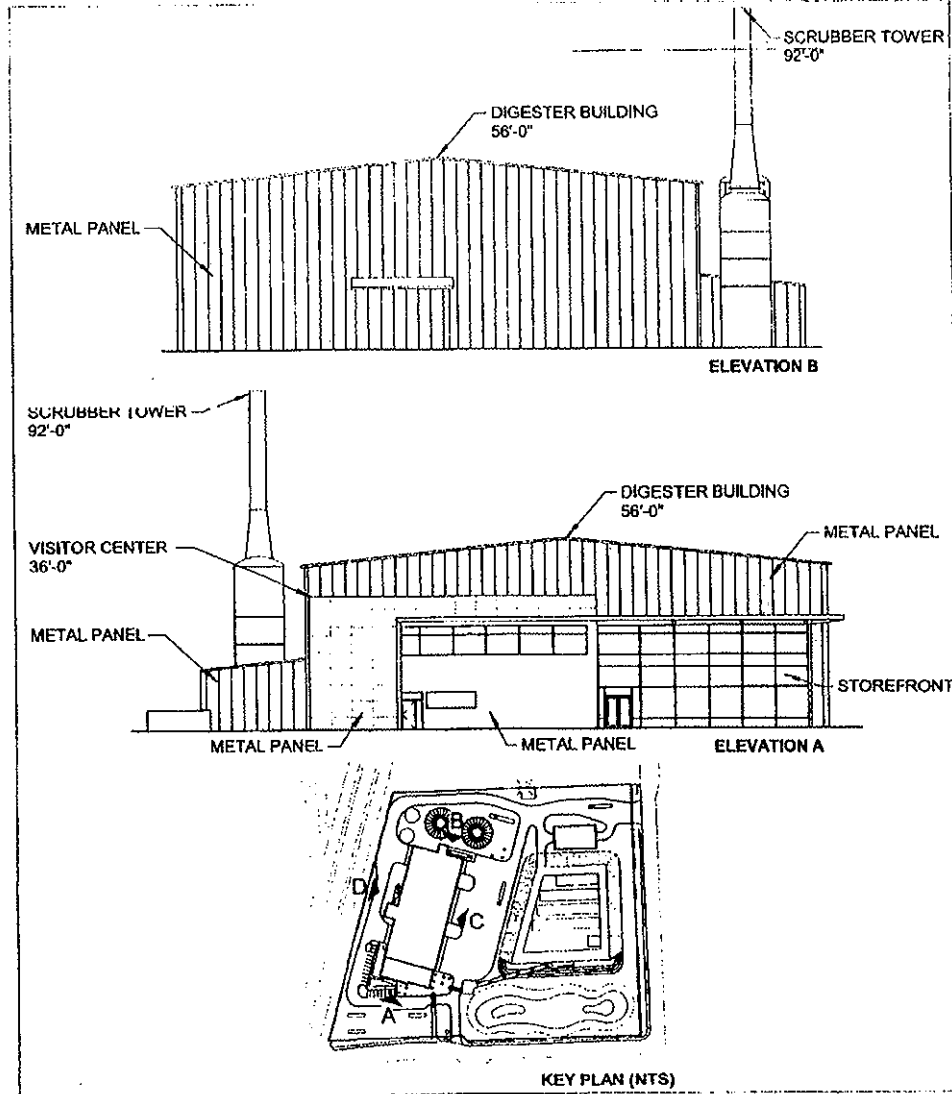 SCRUBBER TOWER
92'-0"
DIGESTER BUILDING
56'-0"
METAL PANEL
ELEVATION B
SCRUBBER TOWER
92'-0"
DIGESTER BUILDING
56'-0"
METAL PANEL
VISITOR CENTER
36'-0"
METAL PANEL
STOREFRONT
METAL PANEL
METAL PANEL
ELEVATION A
B
D
C
A
KEY PLAN (NTS)